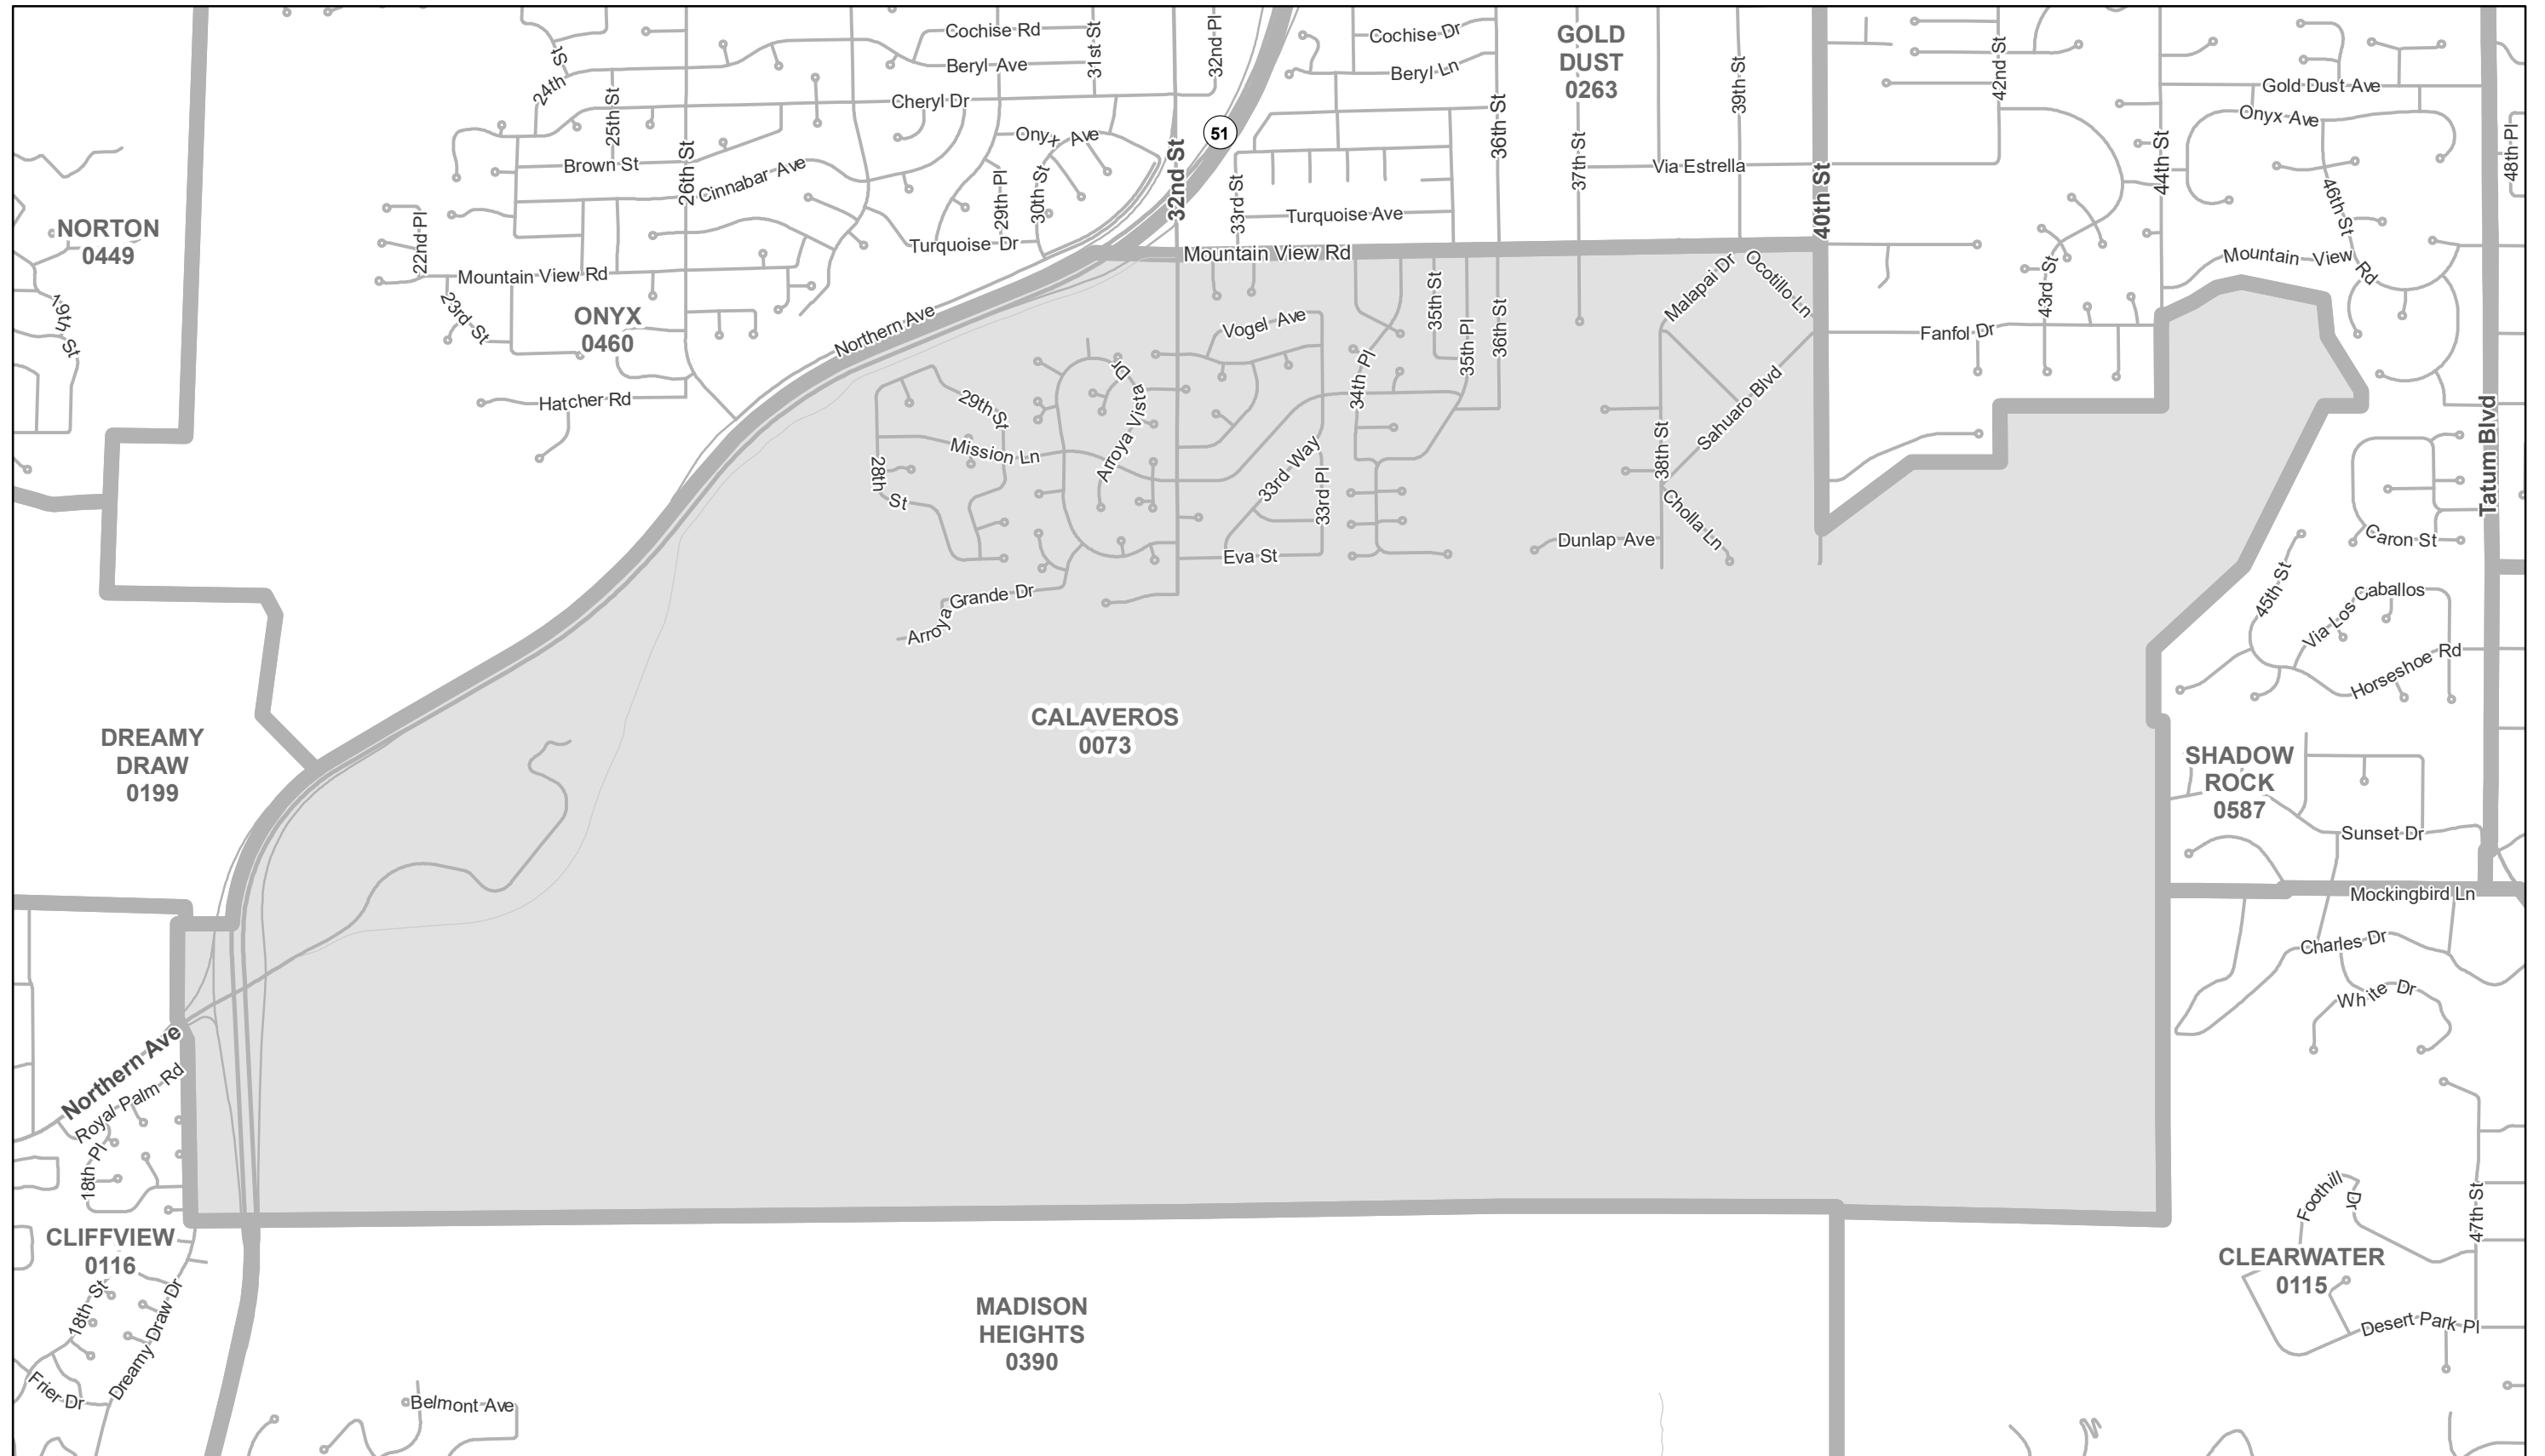 Cochise Rd
31st St
32nd Pl
Cochise Dr
GOLD
DUST
0263
24th St
Beryl Ave
Beryl Ln
39th St
42nd St
Gold Dust Ave
25th St
Cheryl Dr
36th St
Onyx Ave
51
Onyx Ave
48th Pl
Brown St
26th St
Cinnabar Ave
32nd St
37th St
Via Estrella
40th St
44th St
29th Pl
30th St
33rd St
46th St
NORTON
0449
22nd Pl
Turquoise Dr
Turquoise Ave
Mountain View Rd
Mountain View Rd
Mountain View Rd
Malapai Dr
Ocotillo Ln
43rd St
19th St
23rd St
ONYX
0460
Northern Ave
Vogel Ave
35th St
35th Pl
36th St
Fanfol Dr
34th Pl
Hatcher Rd
29th St
Arroya Vista Dr
Sahuaro Blvd
38th St
Tatum Blvd
Mission Ln
28th St
33rd Way
33rd Pl
Cholla Ln
Dunlap Ave
Eva St
Caron St
Arroya Grande Dr
45th St
Via Los Caballos
Horseshoe Rd
CALAVEROS
0073
DREAMY
DRAW
0199
SHADOW
ROCK
0587
Sunset Dr
Mockingbird Ln
Charles Dr
White Dr
Northern Ave
Royal Palm Rd
18th Pl
Foothill Dr
47th St
CLIFFVIEW
0116
CLEARWATER
0115
18th St
Dreamy Draw Dr
MADISON
HEIGHTS
0390
Desert Park Pl
Frier Dr
Belmont Ave